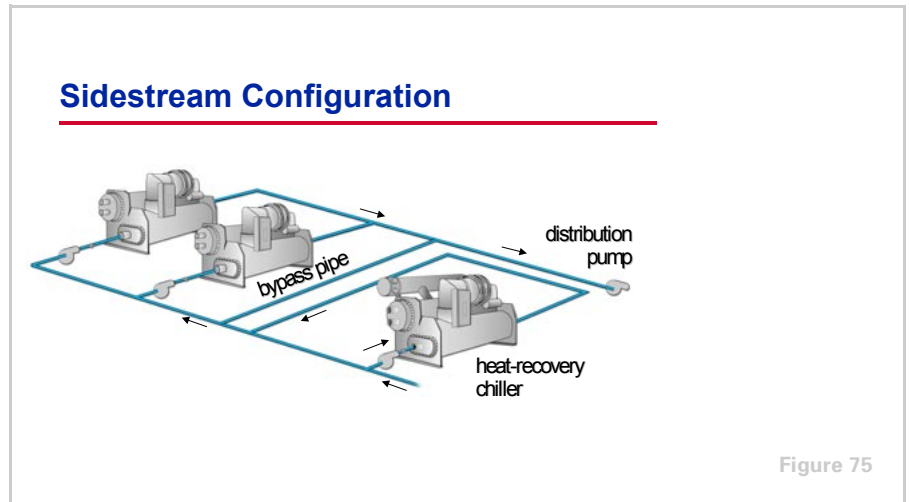 Sidestream Configuration
distribution
pump
bypass pipe
heat-recovery
chiller
Figure 75